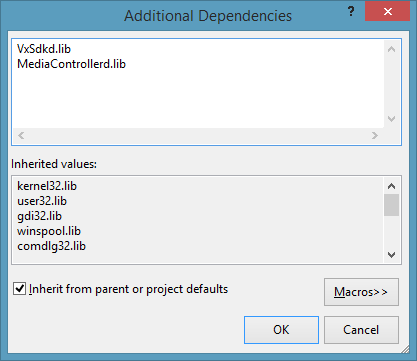 Additional Dependencies
?
VxSdkd.lib
MediaControllerd.lib
Inherited values:
kernel32.lib
user32.lib
gdi32.lib
winspool.lib
comdlg32.lib
Inherit from parent or project defaults
Macros>>
OK
Cancel